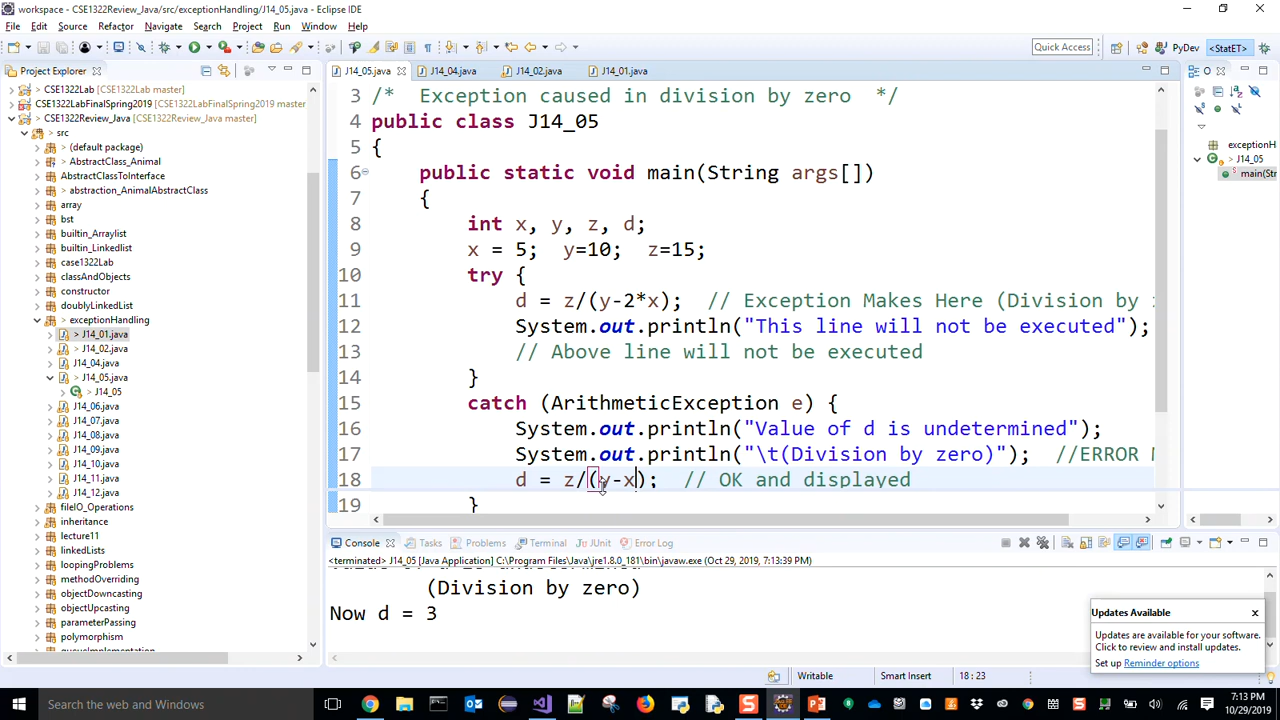 workspace - CSE1322Review_Java/src/exceptionHandling/J14_05.java - Eclipse IDE
File Edit Source Refactor Navigate Search Project Run Window Help
Quick Access
PyDev
<StatET>
Project Explorer
J14_05.java
J14_04.java
J14_02.java
J14_01.java
> CSE1322Lab [CSE1322Lab master]
> CSE1322LabFinalSpring2019 [CSE1322LabFinalSpring2019 master]
> CSE1322Review_Java [CSE1322Review_Java master]
> src
> (default package)
> AbstractClass_Animal
AbstractClassToInterface
> abstraction_AnimalAbstractClass
array
bst
builtin_Arraylist
builtin_Linkedlist
case1322Lab
classAndObjects
constructor
doublyLinkedList
> exceptionHandling
> J14_01.java
> J14_02.java
J14_04.java
> J14_05.java
> J14_05
J14_06.java
J14_07.java
J14_08.java
J14_09.java
J14_10.java
J14_11.java
J14_12.java
fileIO_Operations
inheritance
lecture11
linkedLists
loopingProblems
methodOverriding
objectDowncasting
objectUpcasting
parameterPassing
polymorphism
3 /*  Exception caused in division by zero  */
4 public class J14_05
5 {
6 public static void main(String args[])
7 {
8 int x, y, z, d;
9 x = 5;  y=10;  z=15;
10 try {
11 d = z/(y-2*x);  // Exception Makes Here (Division by
12 System.out.println("This line will not be executed");
13 // Above line will not be executed
14 }
15 catch (ArithmeticException e) {
16 System.out.println("Value of d is undetermined");
17 System.out.println("\t(Division by zero)");  //ERROR
18 d = z/(y-x);  // OK and displayed
19 }
exceptionH
> J14_05
main(Str
Console Tasks Problems Terminal JUnit Error Log
<terminated> J14_05 [Java Application] C:\Program Files\Java\jre1.8.0_181\bin\javaw.exe (Oct 29, 2019, 7:13:39 PM)
(Division by zero)
Now d = 3
Updates Available
Updates are available for your software.
Click to review and install updates.
Set up Reminder options
Writable
Smart Insert
18 : 23
Search the web and Windows
7:13 PM
10/29/2019